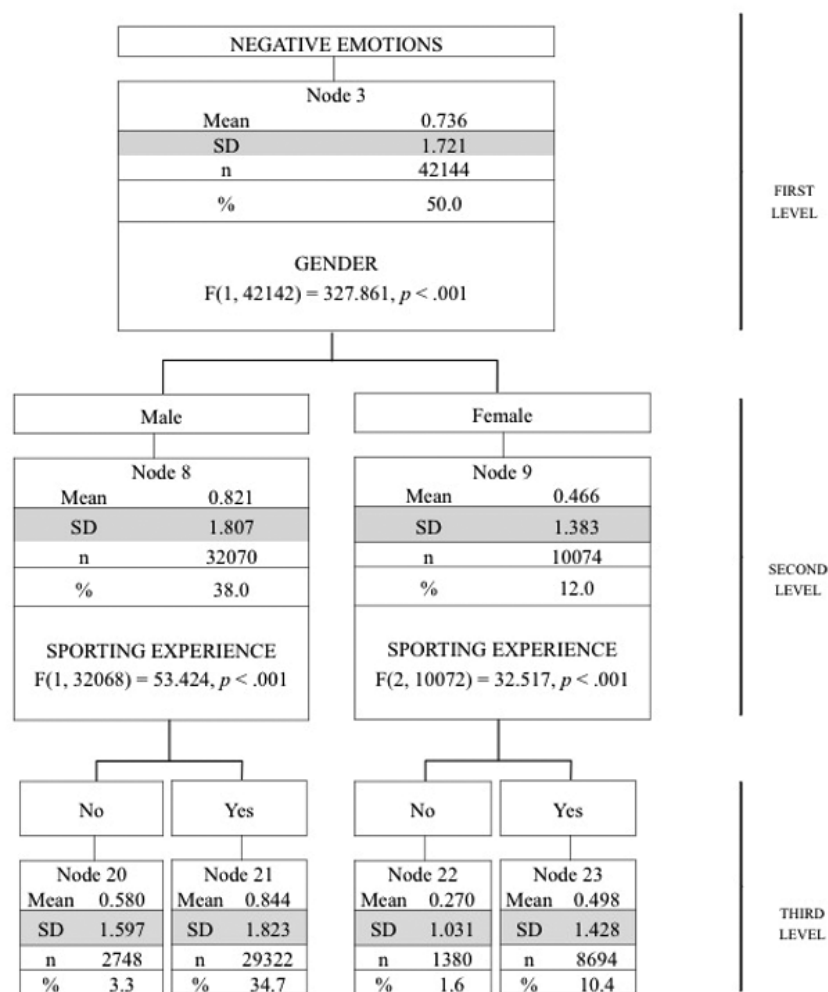 NEGATIVE EMOTIONS
Node 3
Mean 0.736
SD 1.721
n 42144
% 50.0
GENDER
F(1, 42142) = 327.861, p < .001
FIRST
LEVEL
Male
Female
Node 8
Mean 0.821
SD 1.807
n 32070
% 38.0
SPORTING EXPERIENCE
F(1, 32068) = 53.424, p < .001
Node 9
Mean 0.466
SD 1.383
n 10074
% 12.0
SPORTING EXPERIENCE
F(2, 10072) = 32.517, p < .001
SECOND
LEVEL
No
Yes
No
Yes
Node 20
Mean 0.580
SD 1.597
n 2748
% 3.3
Node 21
Mean 0.844
SD 1.823
n 29322
% 34.7
Node 22
Mean 0.270
SD 1.031
n 1380
% 1.6
Node 23
Mean 0.498
SD 1.428
n 8694
% 10.4
THIRD
LEVEL